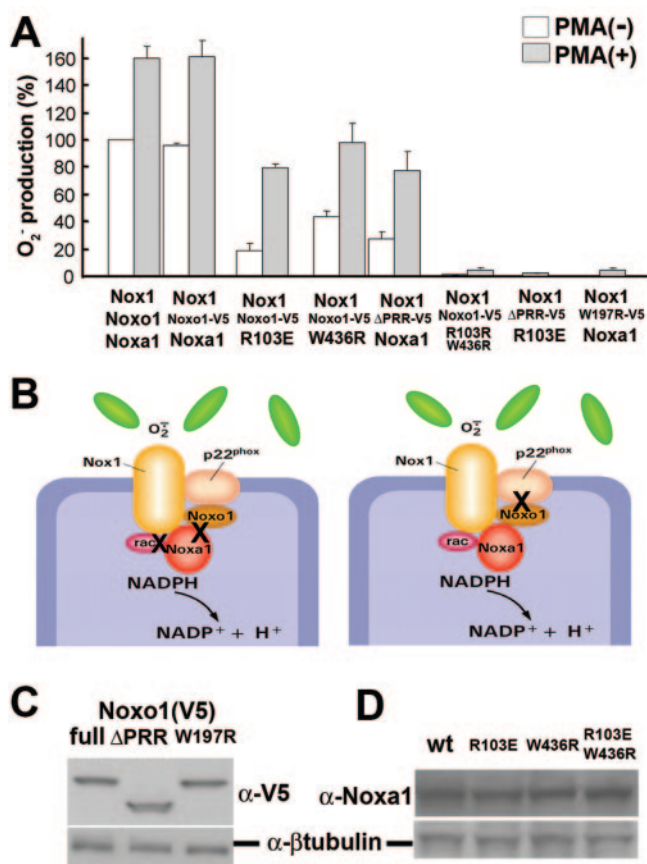 A
PMA(-)
PMA(+)
O2- production (%)
160
140
120
100
80
60
40
20
0
Nox1 Nox1 Nox1 Nox1 Nox1 Nox1 Nox1 Nox1
Noxo1 Noxo1-V5 Noxo1-V5 Noxo1-V5 ΔPRR-V5 Noxo1-V5 ΔPRR-V5 W197R-V5
Noxa1 Noxa1 R103E W436R Noxa1 R103R R103E Noxa1
W436R
B
O2-
Nox1
p22phox
Noxo1
X
rac
X
Noxa1
NADPH
NADP+ + H+
O2-
Nox1
p22phox
X
Noxo1
rac
Noxa1
NADPH
NADP+ + H+
C
Noxo1(V5)
full ΔPRR W197R
α-V5
α-βtubulin
D
wt R103E W436R R103E
W436R
α-Noxa1